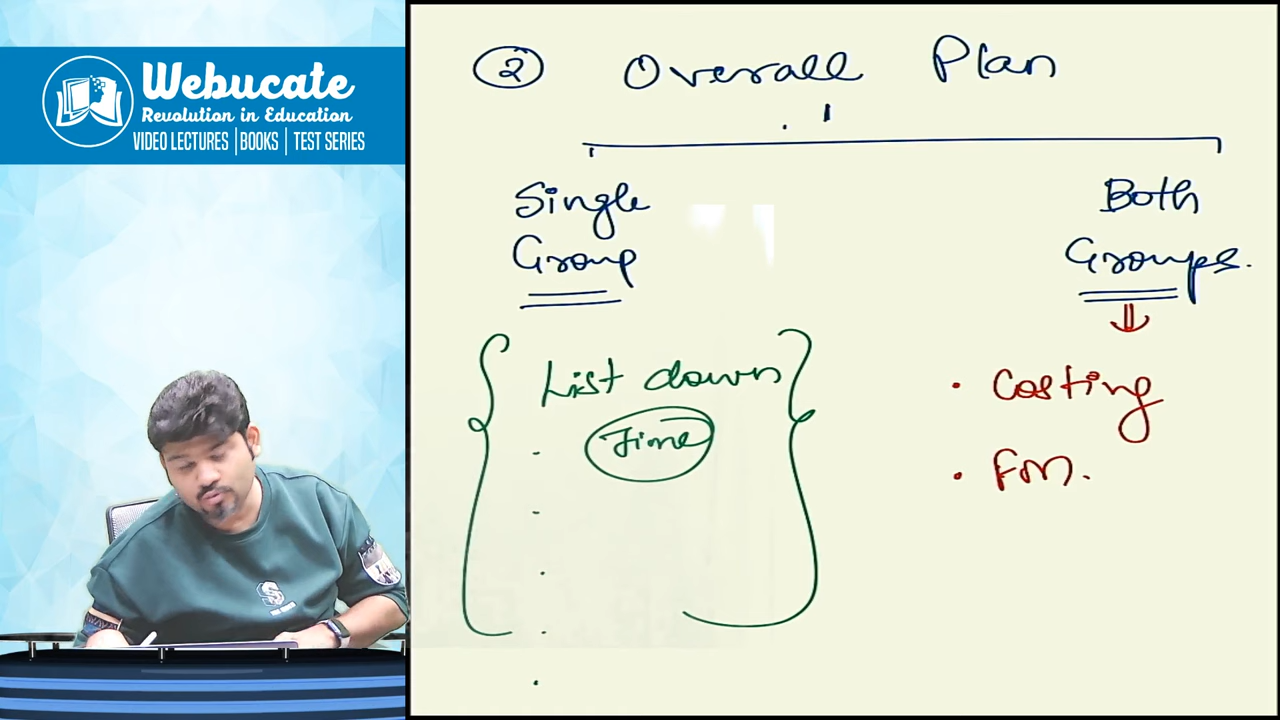 Webucate
Revolution in Education
VIDEO LECTURES | BOOKS | TEST SERIES
2 Overall Plan
Single
Group
Both
Groups.
List down
Time
• Costing
• FM.